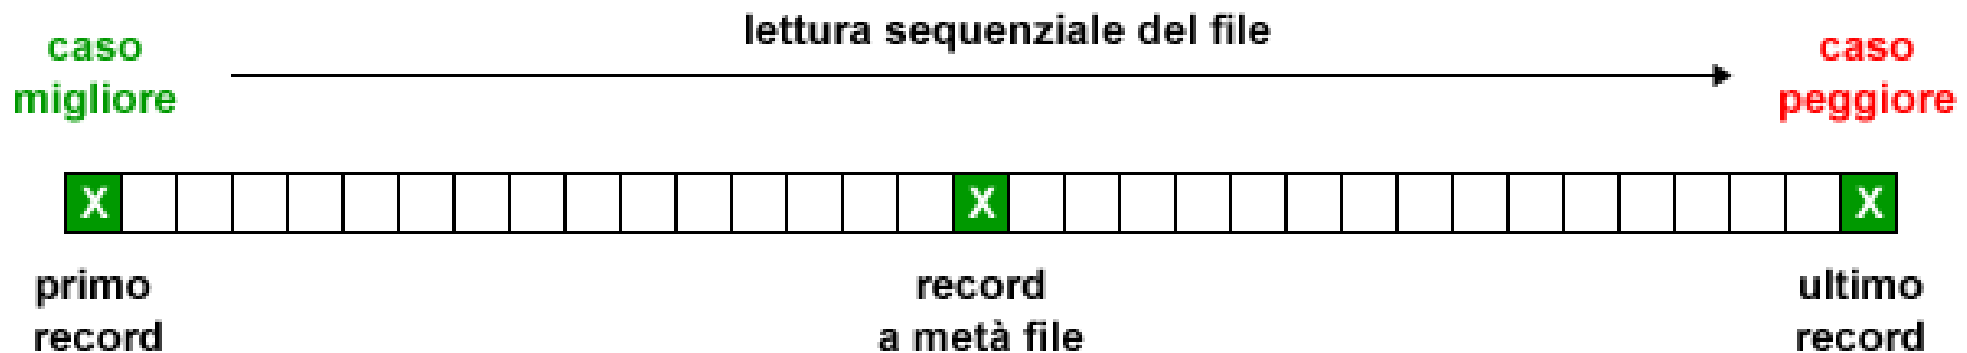 caso
migliore
lettura sequenziale del file
caso
peggiore
X
X
X
primo
record
record
a metà file
ultimo
record